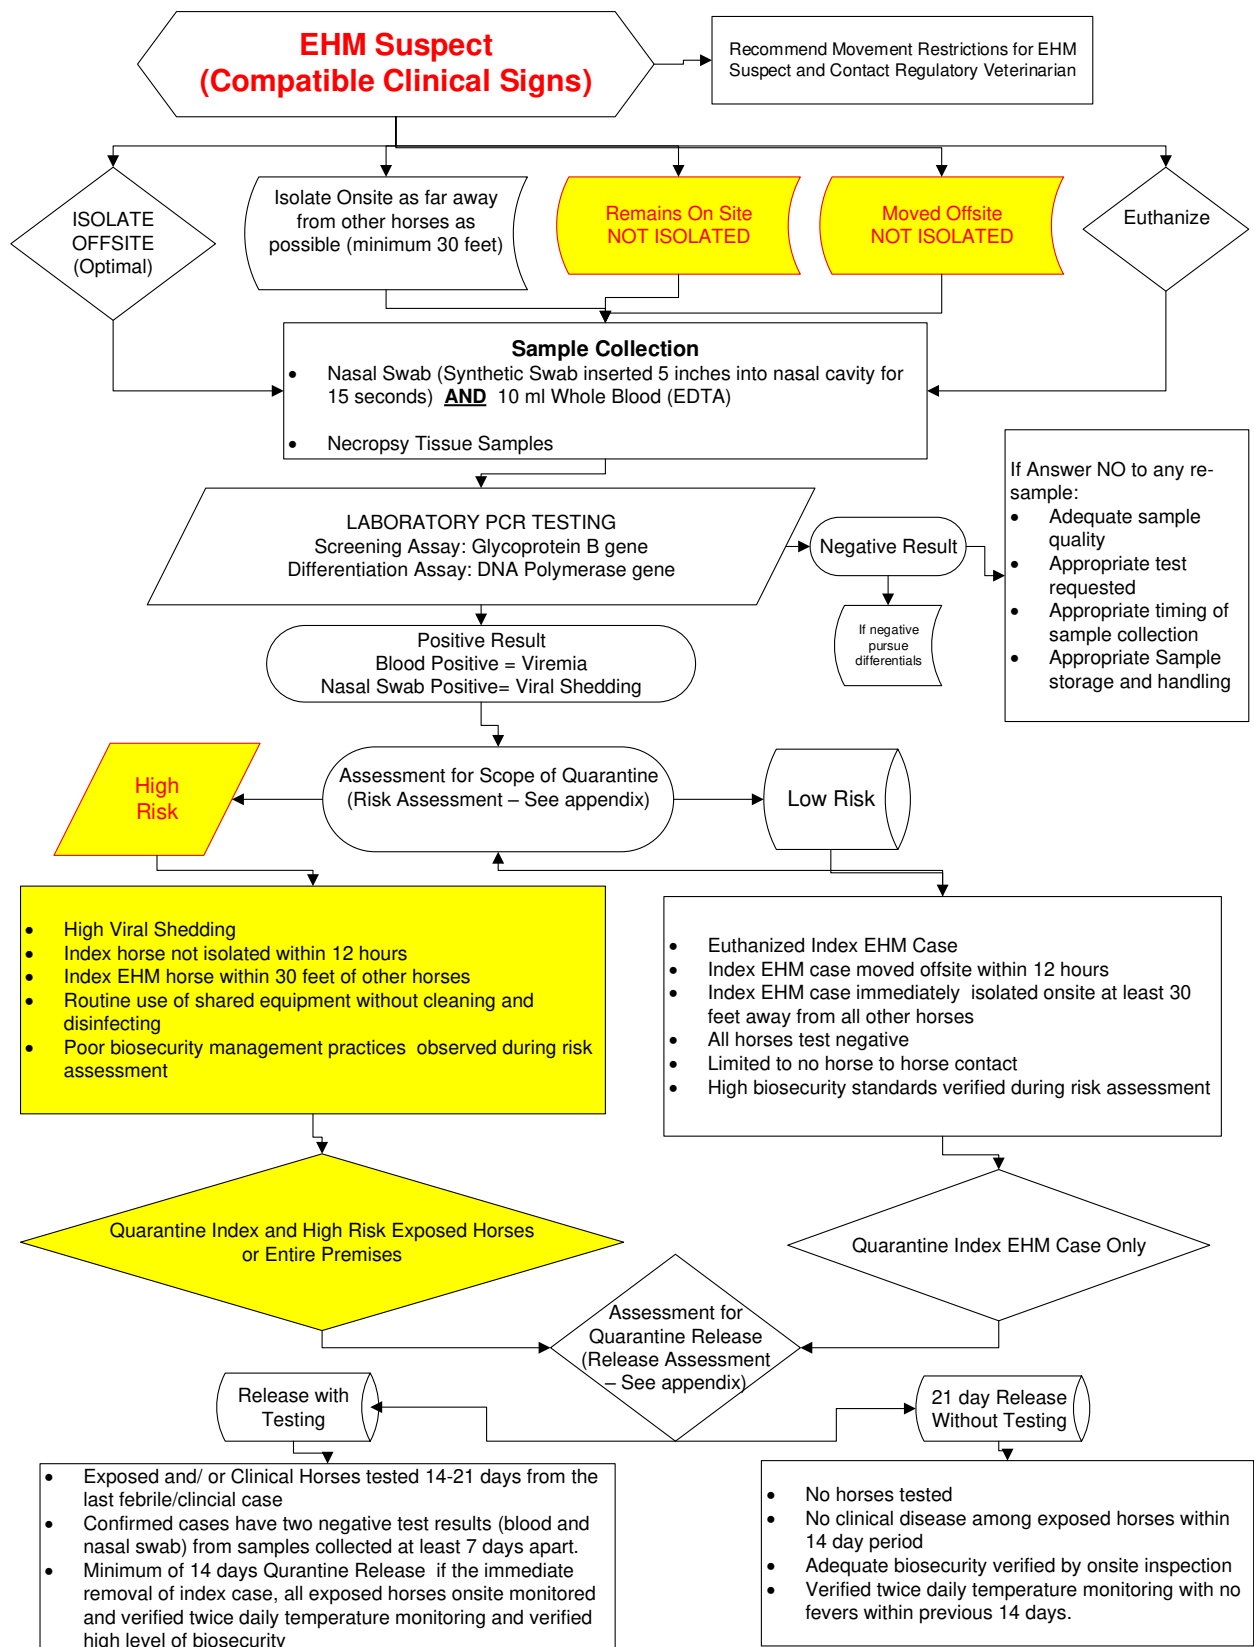 EHM Suspect
(Compatible Clinical Signs)
Recommend Movement Restrictions for EHM
Suspect and Contact Regulatory Veterinarian
ISOLATE
OFFSITE
(Optimal)
Isolate Onsite as far away
from other horses as
possible (minimum 30 feet)
Remains On Site
NOT ISOLATED
Moved Offsite
NOT ISOLATED
Euthanize
Sample Collection
• Nasal Swab (Synthetic Swab inserted 5 inches into nasal cavity for
15 seconds) AND 10 ml Whole Blood (EDTA)
• Necropsy Tissue Samples
LABORATORY PCR TESTING
Screening Assay: Glycoprotein B gene
Differentiation Assay: DNA Polymerase gene
Negative Result
If negative
pursue
differentials
If Answer NO to any re-
sample:
• Adequate sample
quality
• Appropriate test
requested
• Appropriate timing of
sample collection
• Appropriate Sample
storage and handling
Positive Result
Blood Positive = Viremia
Nasal Swab Positive= Viral Shedding
High
Risk
Assessment for Scope of Quarantine
(Risk Assessment – See appendix)
Low Risk
• High Viral Shedding
• Index horse not isolated within 12 hours
• Index EHM horse within 30 feet of other horses
• Routine use of shared equipment without cleaning and
disinfecting
• Poor biosecurity management practices observed during risk
assessment
• Euthanized Index EHM Case
• Index EHM case moved offsite within 12 hours
• Index EHM case immediately isolated onsite at least 30
feet away from all other horses
• All horses test negative
• Limited to no horse to horse contact
• High biosecurity standards verified during risk assessment
Quarantine Index and High Risk Exposed Horses
or Entire Premises
Quarantine Index EHM Case Only
Assessment for
Quarantine Release
(Release Assessment
– See appendix)
Release with
Testing
21 day Release
Without Testing
• Exposed and/ or Clinical Horses tested 14-21 days from the
last febrile/clincial case
• Confirmed cases have two negative test results (blood and
nasal swab) from samples collected at least 7 days apart.
• Minimum of 14 days Qurantine Release if the immediate
removal of index case, all exposed horses onsite monitored
and verified twice daily temperature monitoring and verified
high level of biosecurity
• No horses tested
• No clinical disease among exposed horses within
14 day period
• Adequate biosecurity verified by onsite inspection
• Verified twice daily temperature monitoring with no
fevers within previous 14 days.